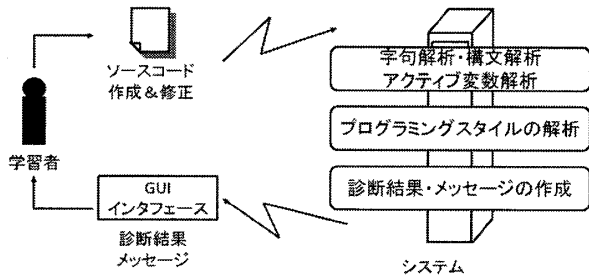 ソースコード
作成&修正
学習者
GUI
インタフェース
診断結果
メッセージ
字句解析・構文解析
アクティブ変数解析
プログラミングスタイルの解析
診断結果・メッセージの作成
システム